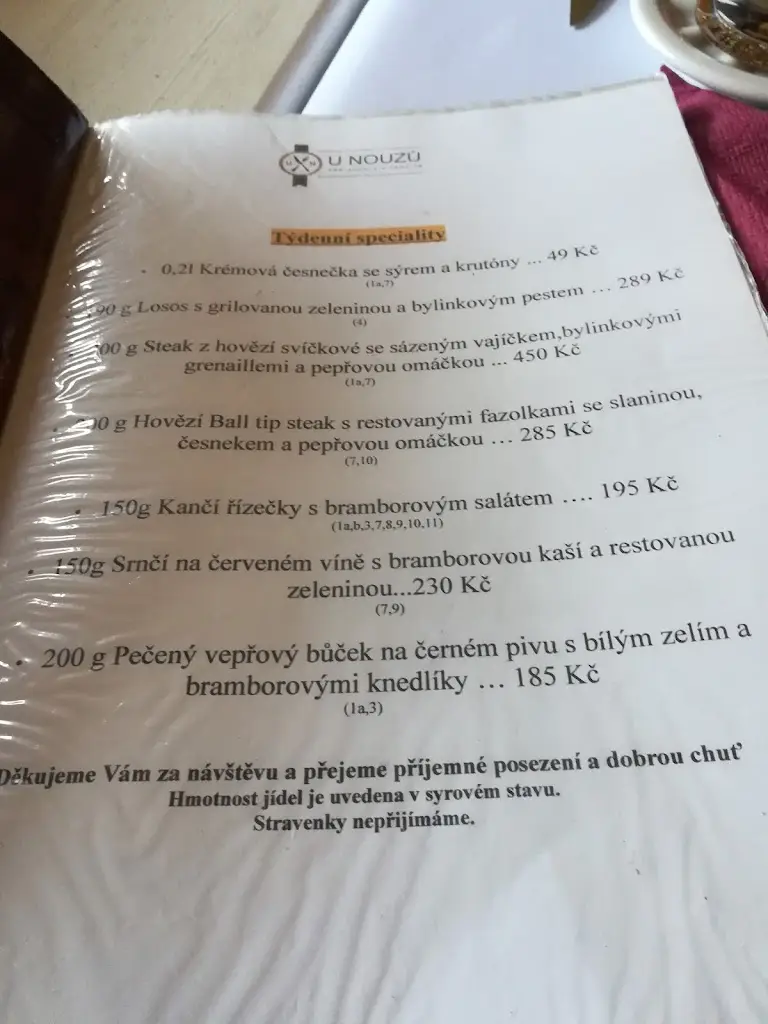 U NOUZŮ
Týdenní speciality
0,2l Krémová česnečka se sýrem a krutóny ... 49 Kč
(1a,7)
g Losos s grilovanou zeleninou a bylinkovým pestem ... 289 Kč
(4)
g Steak z hovězí svíčkové se sázeným vajíčkem,bylinkovými
grenaillemi a pepřovou omáčkou ... 450 Kč
(1a,7)
g Hovězí Ball tip steak s restovanými fazolkami se slaninou,
česnekem a pepřovou omáčkou ... 285 Kč
(7,10)
150g Kančí řízečky s bramborovým salátem .... 195 Kč
(1a,b,3,7,8,9,10,11)
150g Srnčí na červeném víně s bramborovou kaší a restovanou
zeleninou...230 Kč
(7,9)
200 g Pečený vepřový bůček na černém pivu s bílým zelím a
bramborovými knedlíky ... 185 Kč
(1a,3)
Děkujeme Vám za návštěvu a přejeme příjemné posezení a dobrou chuť
Hmotnost jídel je uvedena v syrovém stavu.
Stravenky nepřijímáme.